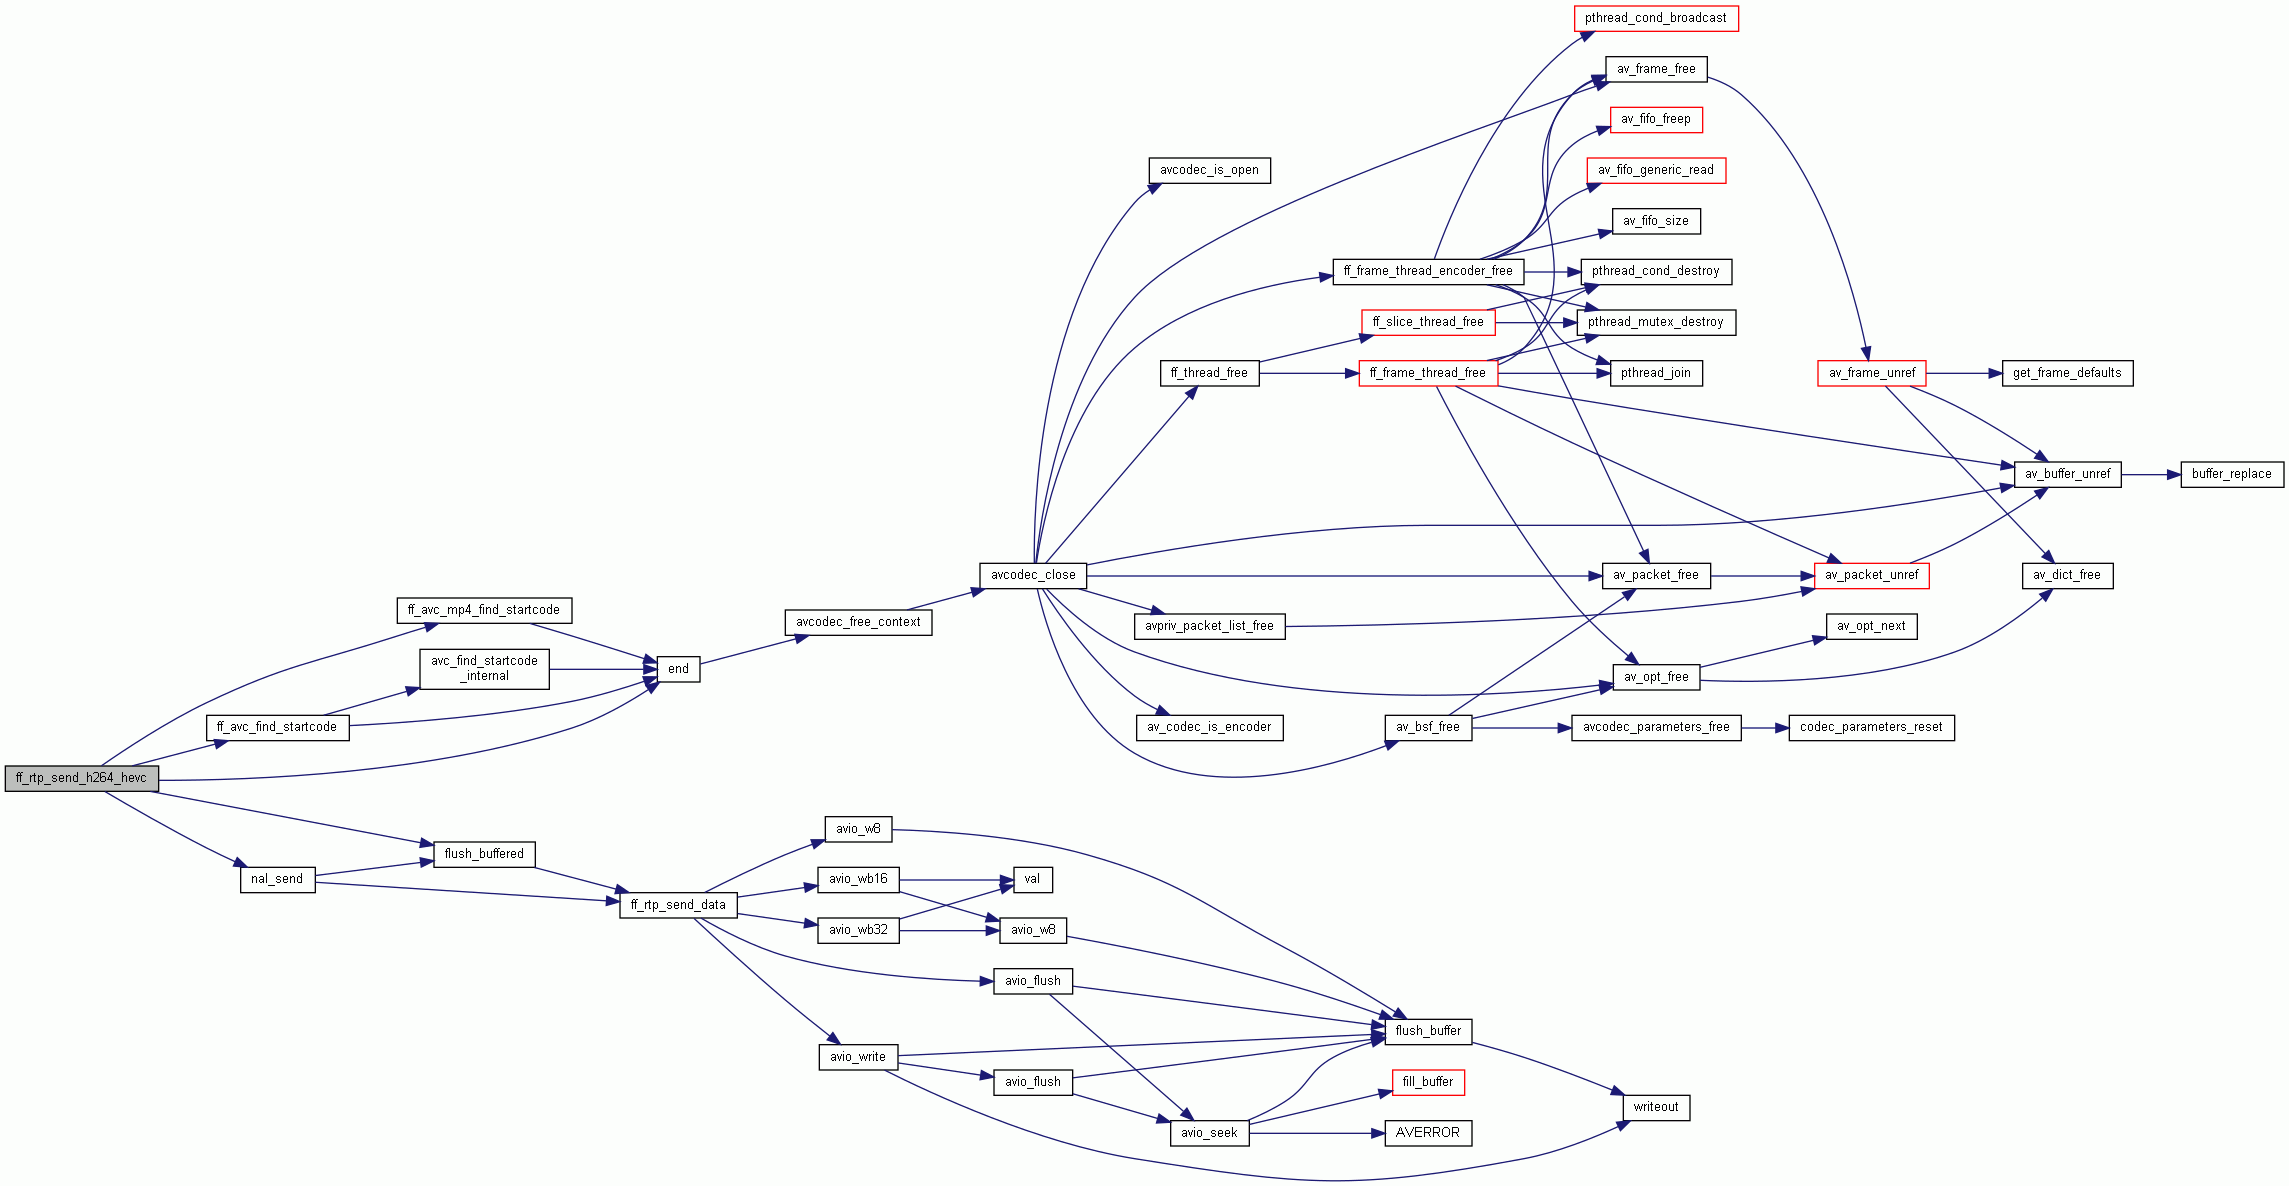 pthread_cond_broadcast
av_frame_free
av_fifo_freep
avcodec_is_open
av_fifo_generic_read
av_fifo_size
ff_frame_thread_encoder_free
pthread_cond_destroy
ff_slice_thread_free
pthread_mutex_destroy
ff_thread_free
ff_frame_thread_free
pthread_join
av_frame_unref
get_frame_defaults
av_buffer_unref
buffer_replace
avcodec_close
av_packet_free
av_packet_unref
av_dict_free
ff_avc_mp4_find_startcode
avcodec_free_context
avpriv_packet_list_free
av_opt_next
avc_find_startcode
_internal
end
av_opt_free
ff_avc_find_startcode
av_codec_is_encoder
av_bsf_free
avcodec_parameters_free
codec_parameters_reset
ff_rtp_send_h264_hevc
avio_w8
flush_buffered
nal_send
avio_wb16
val
ff_rtp_send_data
avio_wb32
avio_w8
avio_flush
flush_buffer
avio_write
avio_flush
fill_buffer
writeout
avio_seek
AVERROR